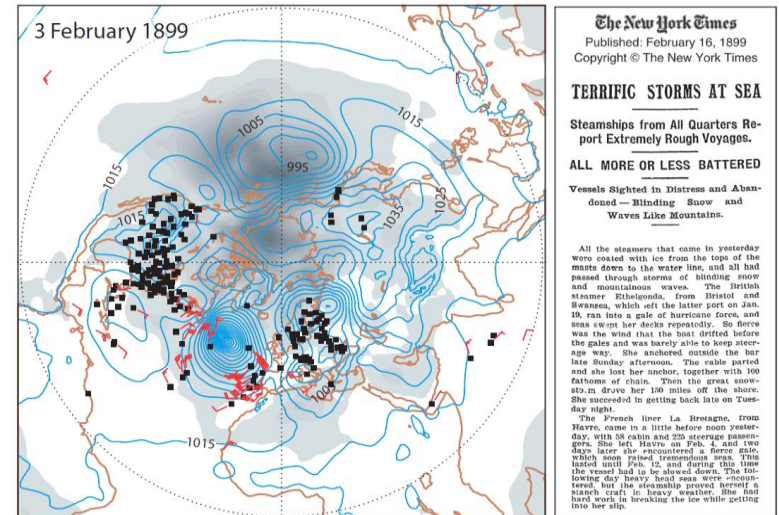 3 February 1899
1005
1015
995
1015
1015
1035
1025
100
1015
The New York Times
Published: February 16, 1899
Copyright © The New York Times
TERRIFIC STORMS AT SEA
Steamships from All Quarters Re-
port Extremely Rough Voyages.
ALL MORE OR LESS BATTERED
Vessels Sighted in Distress and Aban-
doned — Blinding Snow and
Waves Like Mountains.
All the steamers that came in yesterday
were coated with ice from the tops of the
masts down to the water line, and all had
passed through storms of blinding snow
and mountainous waves. The British
steamer Ethelgonda, from Bristol and
Swansea, which left the latter port on Jan.
19, ran into a gale of hurricane force, and
seas swept her decks repeatedly. So fierce
was the wind that the boat drifted before
the gales and was barely able to keep steer-
age way. She anchored outside the bar
late Sunday afternoon. The cable parted
and she lost her anchor, together with 100
fathoms of chain. Then the great snow-
storm drove her 150 miles off the shore.
She succeeded in getting back late on Tues-
day night.
The French liner La Bretagne, from
Havre, came in a little before noon yester-
day, with 58 cabin and 225 steerage passen-
gers. She left Havre on Feb. 4, and two
days later she encountered a fierce gale,
which soon raised tremendous seas. This
lasted until Feb. 12, and during this time
the vessel had to be slowed down. The fol-
lowing day heavy head seas were encoun-
tered, but the steamship proved herself a
stanch craft in heavy weather. She had
hard work in breaking the ice while getting
into her slip.